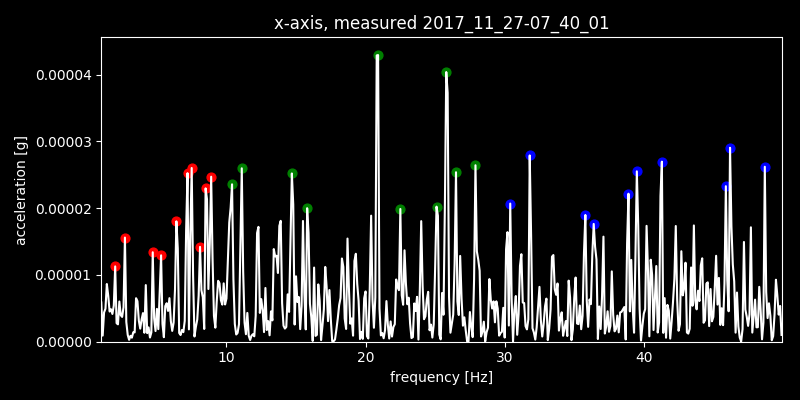 x-axis, measured 2017_11_27-07_40_01
0.00004
0.00003
0.00002
0.00001
0.00000
acceleration [g]
10 20 30 40
frequency [Hz]